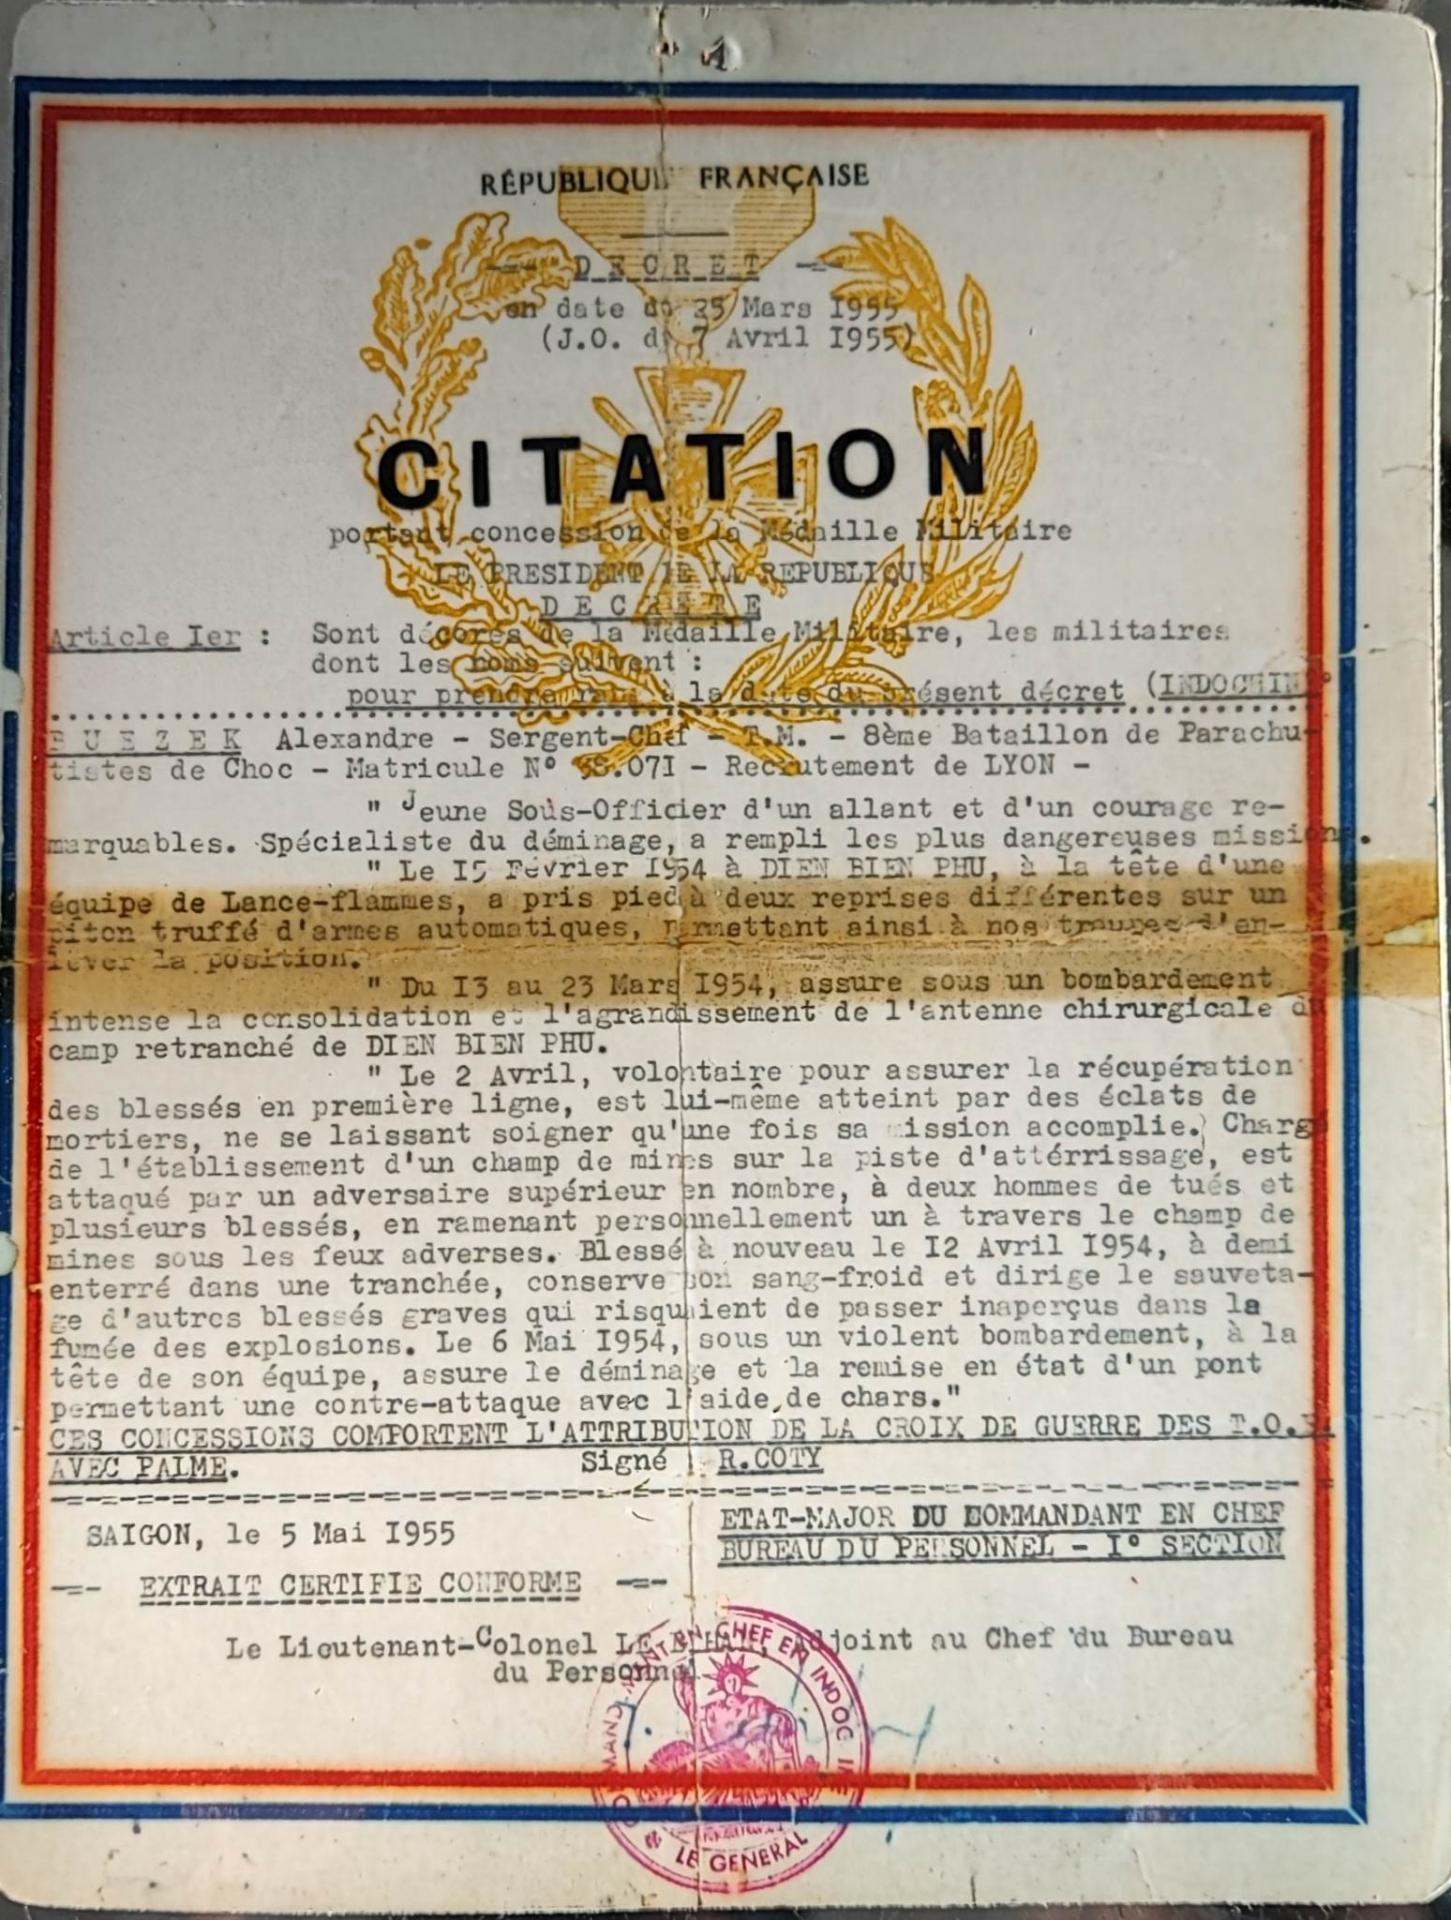 RÉPUBLIQUE FRANÇAISE
-=- D E C R E T -=-
en date du 25 Mars 1955
(J.O. du 7 Avril 1955)
CITATION
portant concession de la Médaille Militaire
LE PRESIDENT DE LA REPUBLIQUE
D E C R E T E
Article Ier : Sont décorés de la Médaille Militaire, les militaires
dont les noms suivent :
pour prendre rang à la date du présent décret (INDOCHINE
B U E Z E K Alexandre - Sergent-Chef - T.M. - 8ème Bataillon de Parachu-
tistes de Choc - Matricule N° .07I - Recrutement de LYON -
" Jeune Sous-Officier d'un allant et d'un courage re-
marquables. Spécialiste du déminage, a rempli les plus dangereuses missions.
" Le I5 Février I954 à DIEN BIEN PHU, à la tête d'une
équipe de Lance-flammes, a pris pied à deux reprises différentes sur un
piton truffé d'armes automatiques, permettant ainsi à nos troupes d'en-
lever la position.
" Du I3 au 23 Mars I954, assure sous un bombardement
intense la consolidation et l'agrandissement de l'antenne chirurgicale du
camp retranché de DIEN BIEN PHU.
" Le 2 Avril, volontaire pour assurer la récupération
des blessés en première ligne, est lui-même atteint par des éclats de
mortiers, ne se laissant soigner qu'une fois sa mission accomplie. Chargé
de l'établissement d'un champ de mines sur la piste d'attérrissage, est
attaqué par un adversaire supérieur en nombre, à deux hommes de tués et
plusieurs blessés, en ramenant personnellement un à travers le champ de
mines sous les feux adverses. Blessé à nouveau le I2 Avril I954, à demi
enterré dans une tranchée, conserve son sang-froid et dirige le sauveta-
ge d'autres blessés graves qui risquaient de passer inaperçus dans la
fumée des explosions. Le 6 Mai I954, sous un violent bombardement, à la
tête de son équipe, assure le déminage et la remise en état d'un pont
permettant une contre-attaque avec l'aide de chars."
CES CONCESSIONS COMPORTENT L'ATTRIBUTION DE LA CROIX DE GUERRE DES T.O.E.
AVEC PALME. Signé : R.COTY
SAIGON, le 5 Mai I955
ETAT-MAJOR DU COMMANDANT EN CHEF
BUREAU DU PERSONNEL - I° SECTION
-=- EXTRAIT CERTIFIE CONFORME -=-
Le Lieutenant-Colonel Adjoint au Chef du Bureau
du Personnel
COMMANDANT EN CHEF EN INDOCHINE
LE GENERAL